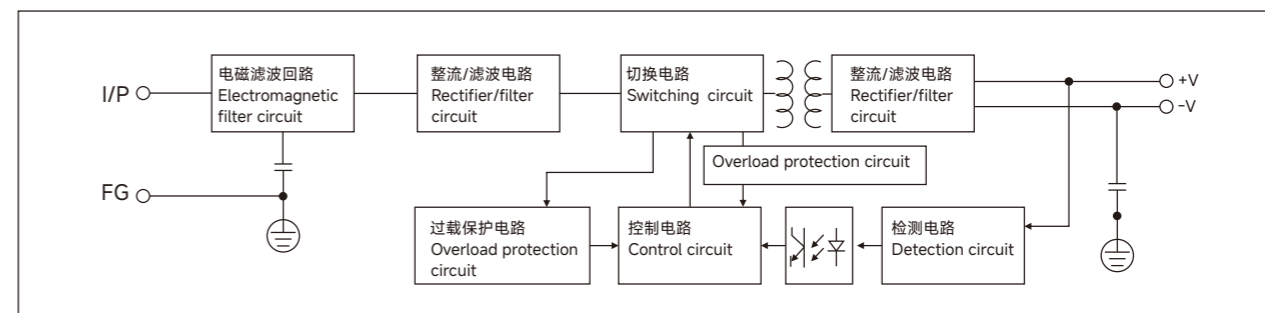 I/P
电磁滤波回路
Electromagnetic
filter circuit
整流/滤波电路
Rectifier/filter
circuit
切换电路
Switching circuit
整流/滤波电路
Rectifier/filter
circuit
+V
-V
Overload protection circuit
FG
过载保护电路
Overload protection
circuit
控制电路
Control circuit
检测电路
Detection circuit